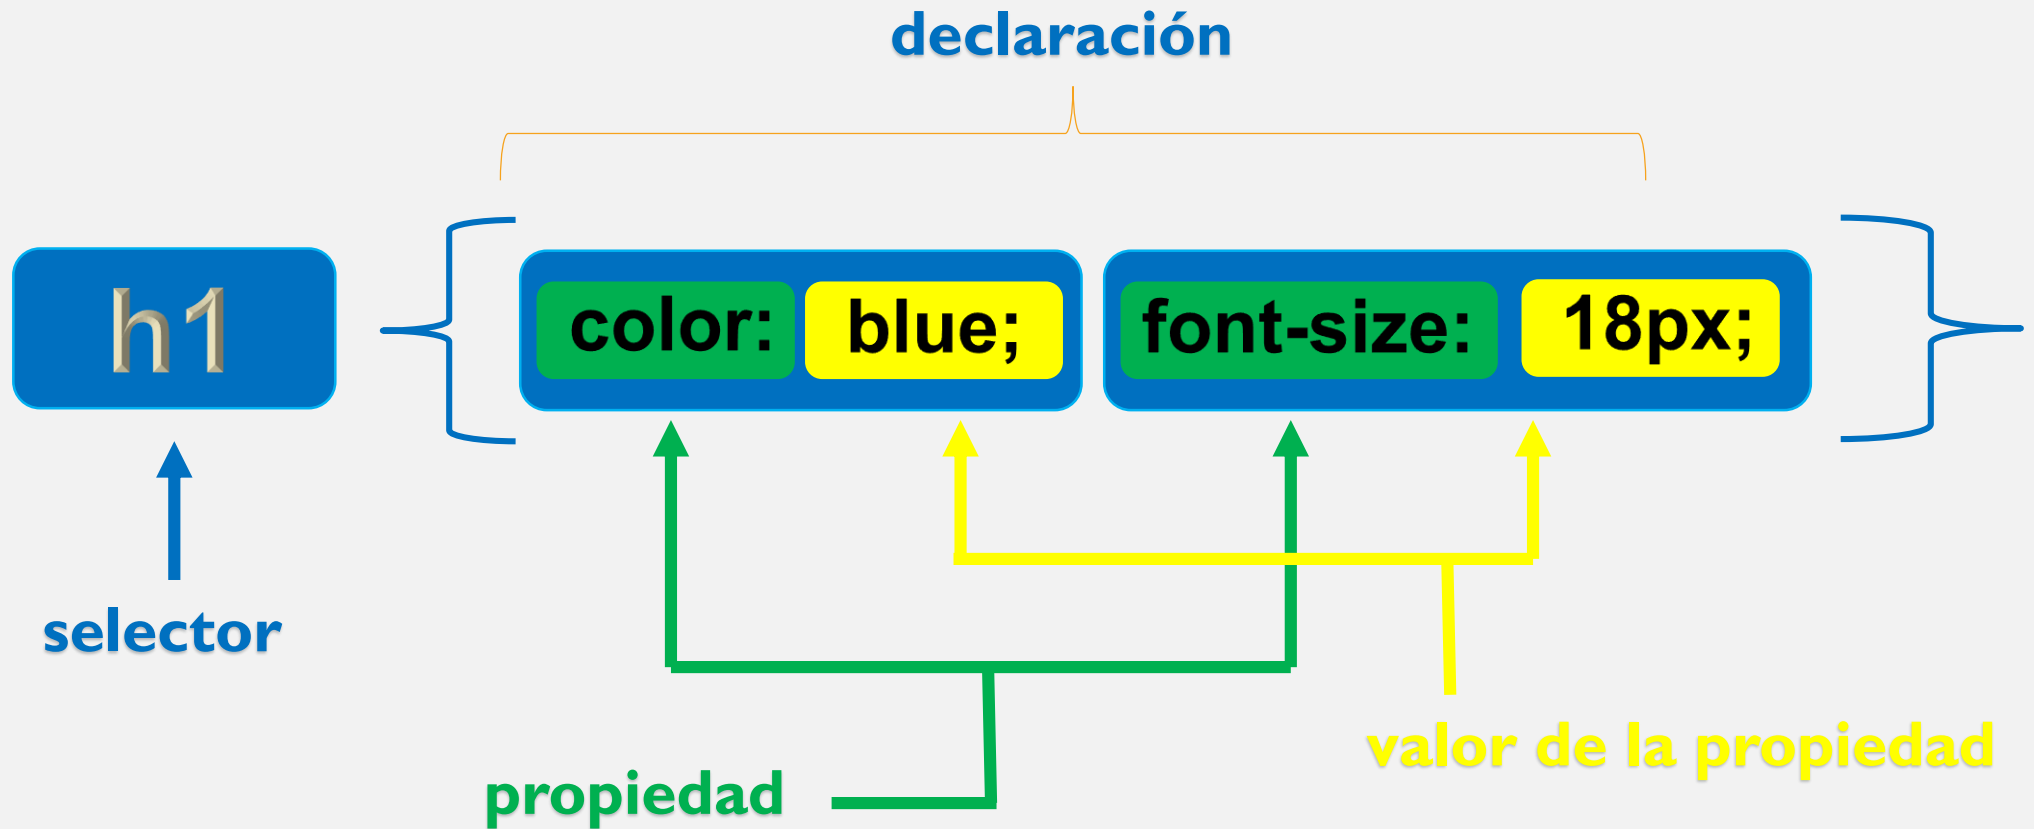 declaración
h1 { color: blue; font-size: 18px; }
selector
valor de la propiedad
propiedad